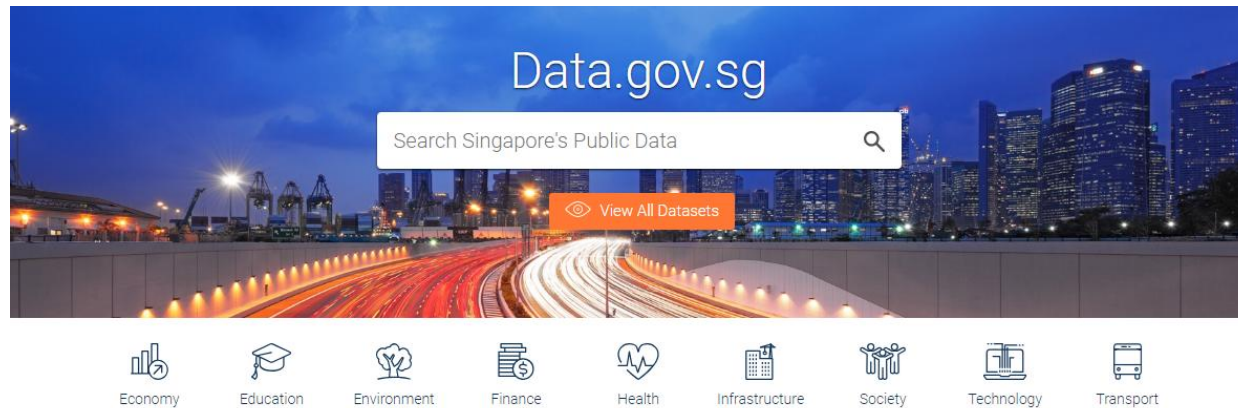 Data.gov.sg
Search Singapore's Public Data
View All Datasets
Economy Education Environment Finance Health Infrastructure Society Technology Transport